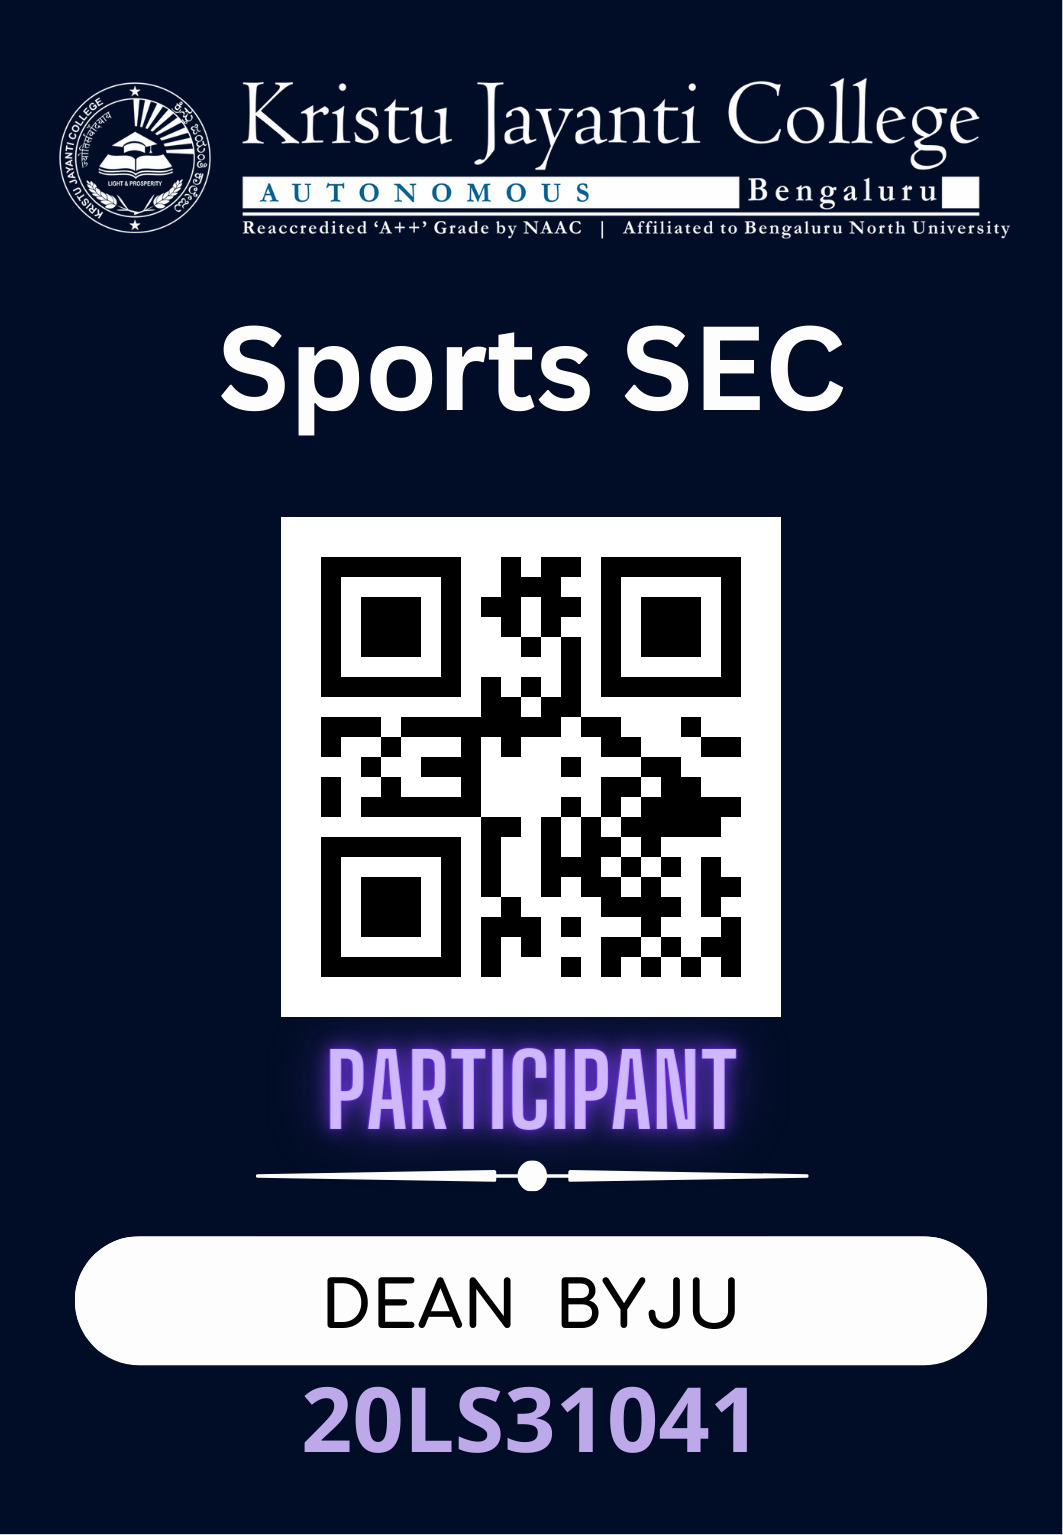 KRISTU JAYANTI COLLEGE
ಕ್ರಿಸ್ತು ಜಯಂತಿ ಕಾಲೇಜು
LIGHT & PROSPERITY
Kristu Jayanti College
AUTONOMOUS Bengaluru
Reaccredited ‘A++’ Grade by NAAC | Affiliated to Bengaluru North University
Sports SEC
PARTICIPANT
DEAN BYJU
20LS31041